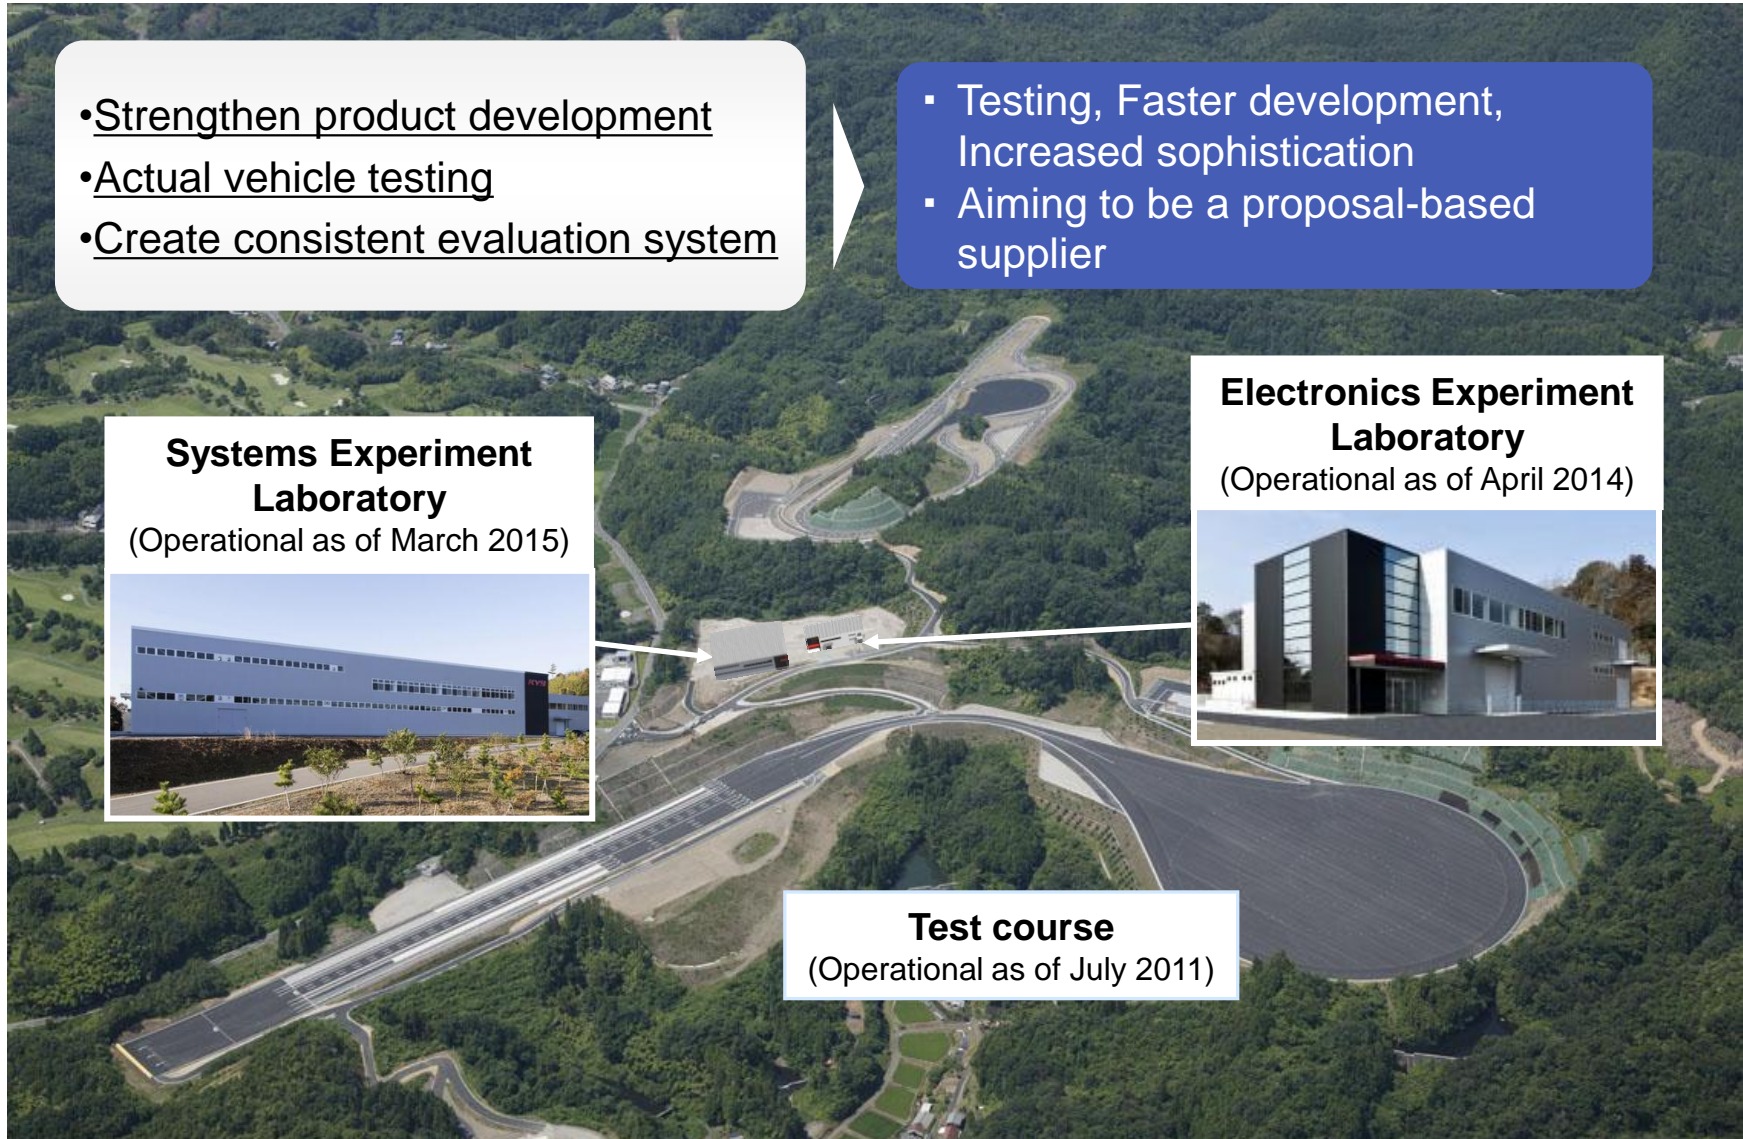 •Strengthen product development
•Actual vehicle testing
•Create consistent evaluation system
▪ Testing, Faster development,
Increased sophistication
▪ Aiming to be a proposal-based
supplier
Electronics Experiment
Laboratory
(Operational as of April 2014)
Systems Experiment
Laboratory
(Operational as of March 2015)
KYB
Test course
(Operational as of July 2011)